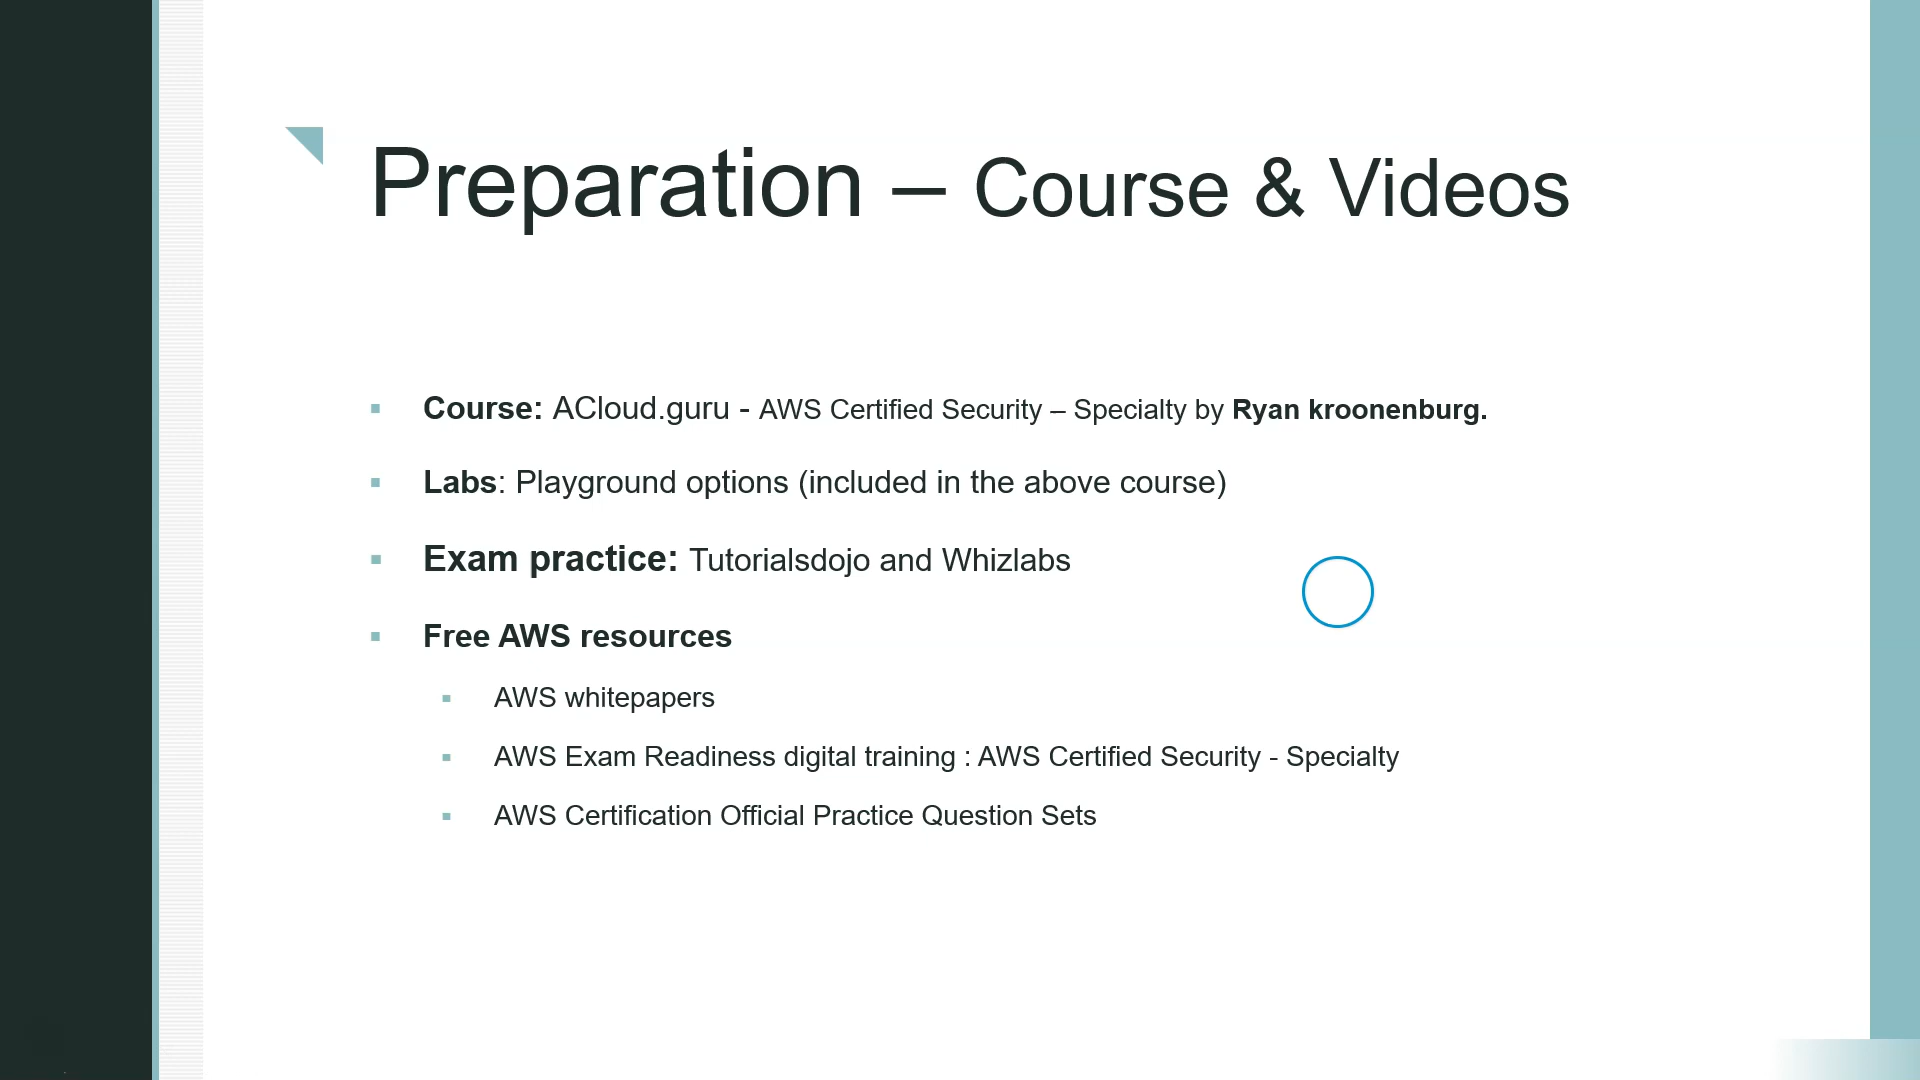 Preparation – Course & Videos
Course: ACloud.guru - AWS Certified Security – Specialty by Ryan kroonenburg.
Labs: Playground options (included in the above course)
Exam practice: Tutorialsdojo and Whizlabs
Free AWS resources
AWS whitepapers
AWS Exam Readiness digital training : AWS Certified Security - Specialty
AWS Certification Official Practice Question Sets